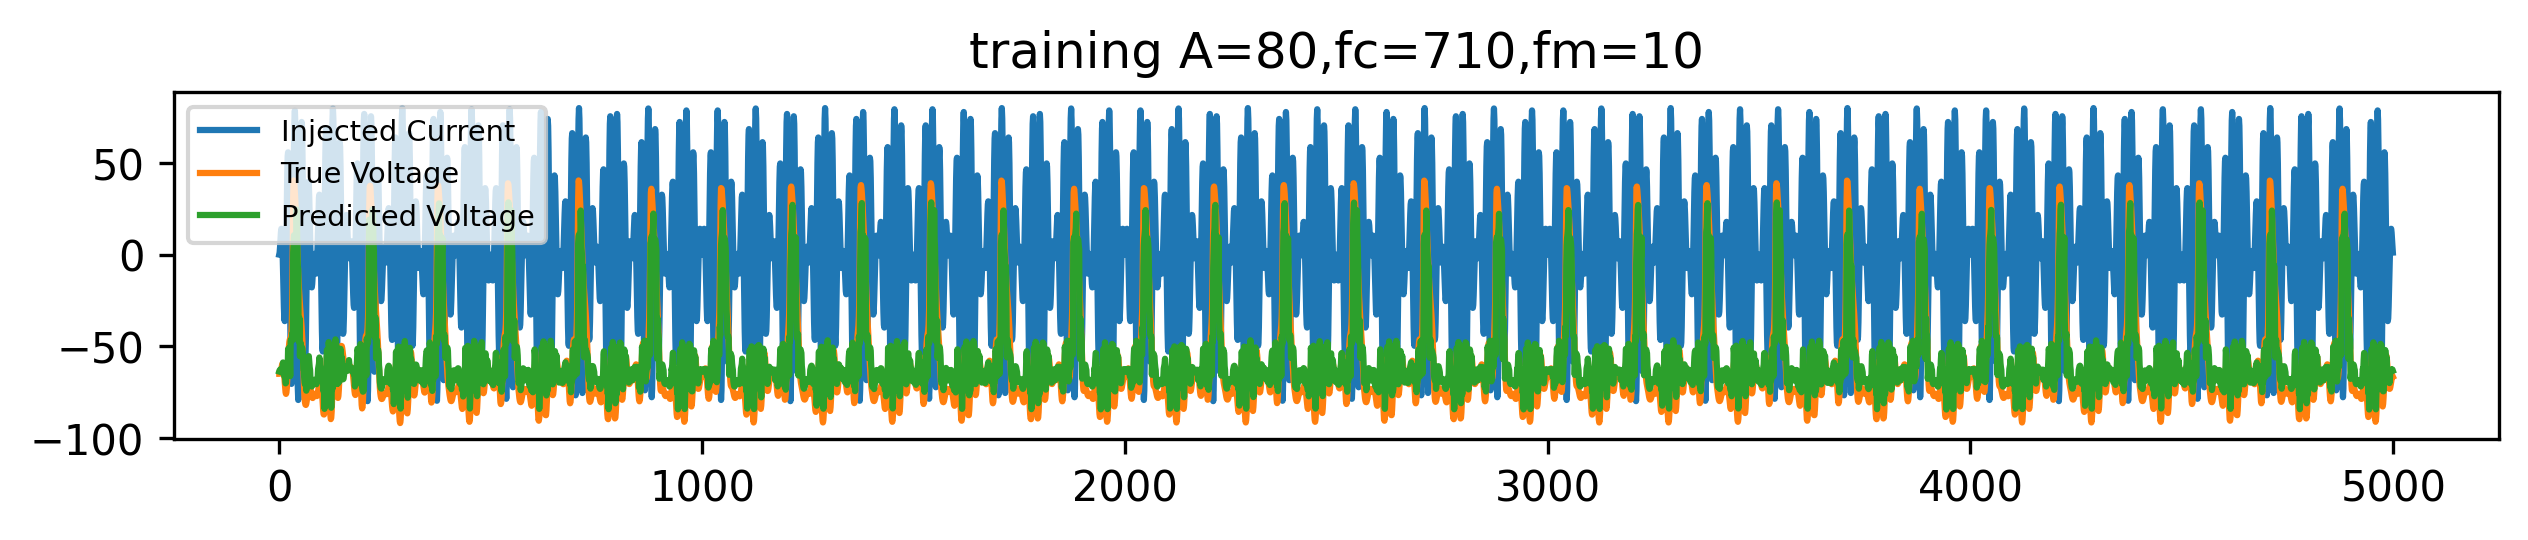 training A=80,fc=710,fm=10
Injected Current
True Voltage
Predicted Voltage
50
0
−50
−100
0 1000 2000 3000 4000 5000